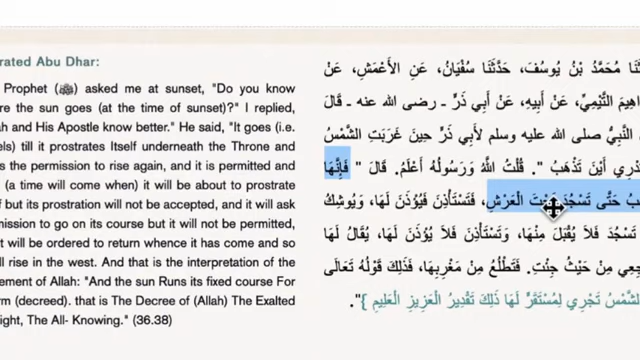 rated Abu Dhar:
Prophet (ﷺ) asked me at sunset, "Do you know
re the sun goes (at the time of sunset)?" I replied,
h and His Apostle know better." He said, "It goes (i.e.
els) till it prostrates Itself underneath the Throne and
s the permission to rise again, and it is permitted and
(a time will come when) it will be about to prostrate
f but its prostration will not be accepted, and it will ask
mission to go on its course but it will not be permitted,
it will be ordered to return whence it has come and so
ll rise in the west. And that is the interpretation of the
ement of Allah: "And the sun Runs its fixed course For
rm (decreed). that is The Decree of (Allah) The Exalted
ight, The All- Knowing." (36.38)
ثَنَا مُحَمَّدُ بْنُ يُوسُفَ، حَدَّثَنَا سُفْيَانُ، عَنِ الأَعْمَشِ، عَنْ
اهِيمَ التَّيْمِيِّ، عَنْ أَبِيهِ، عَنْ أَبِي ذَرٍّ ـ رضى الله عنه ـ قَالَ
النَّبِيُّ صلى الله عليه وسلم لأَبِي ذَرٍّ حِينَ غَرَبَتِ الشَّمْسُ
دْرِي أَيْنَ تَذْهَبُ ". قُلْتُ اللَّهُ وَرَسُولُهُ أَعْلَمُ. قَالَ " فَإِنَّهَا
بُ حَتَّى تَسْجُدَ تَحْتَ الْعَرْشِ، فَتَسْتَأْذِنَ فَيُؤْذَنَ لَهَا، وَيُوشِكُ
تَسْجُدَ فَلاَ يُقْبَلَ مِنْهَا، وَتَسْتَأْذِنَ فَلاَ يُؤْذَنَ لَهَا، يُقَالُ لَهَا
جِعِي مِنْ حَيْثُ جِئْتِ. فَتَطْلُعُ مِنْ مَغْرِبِهَا، فَذَلِكَ قَوْلُهُ تَعَالَى
لشَّمْسُ تَجْرِي لِمُسْتَقَرٍّ لَهَا ذَلِكَ تَقْدِيرُ الْعَزِيزِ الْعَلِيمِ }".